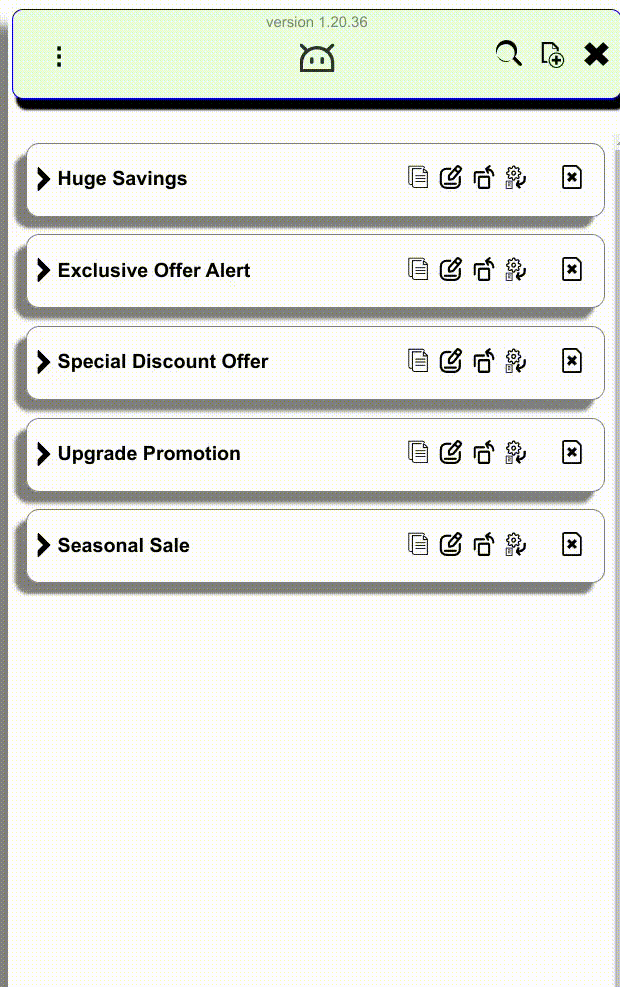 version 1.20.36
Huge Savings
Exclusive Offer Alert
Special Discount Offer
Upgrade Promotion
Seasonal Sale